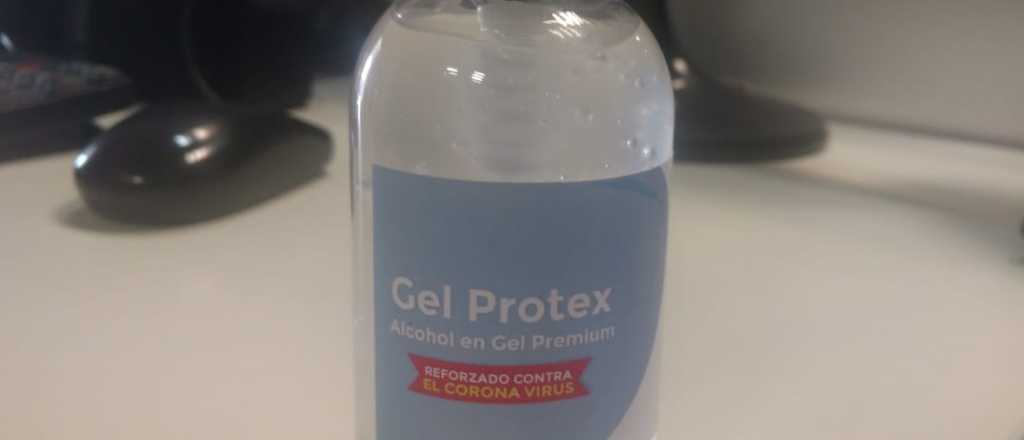 Gel Protex
Alcohol en Gel Premium
REFORZADO CONTRA
EL CORONA VIRUS